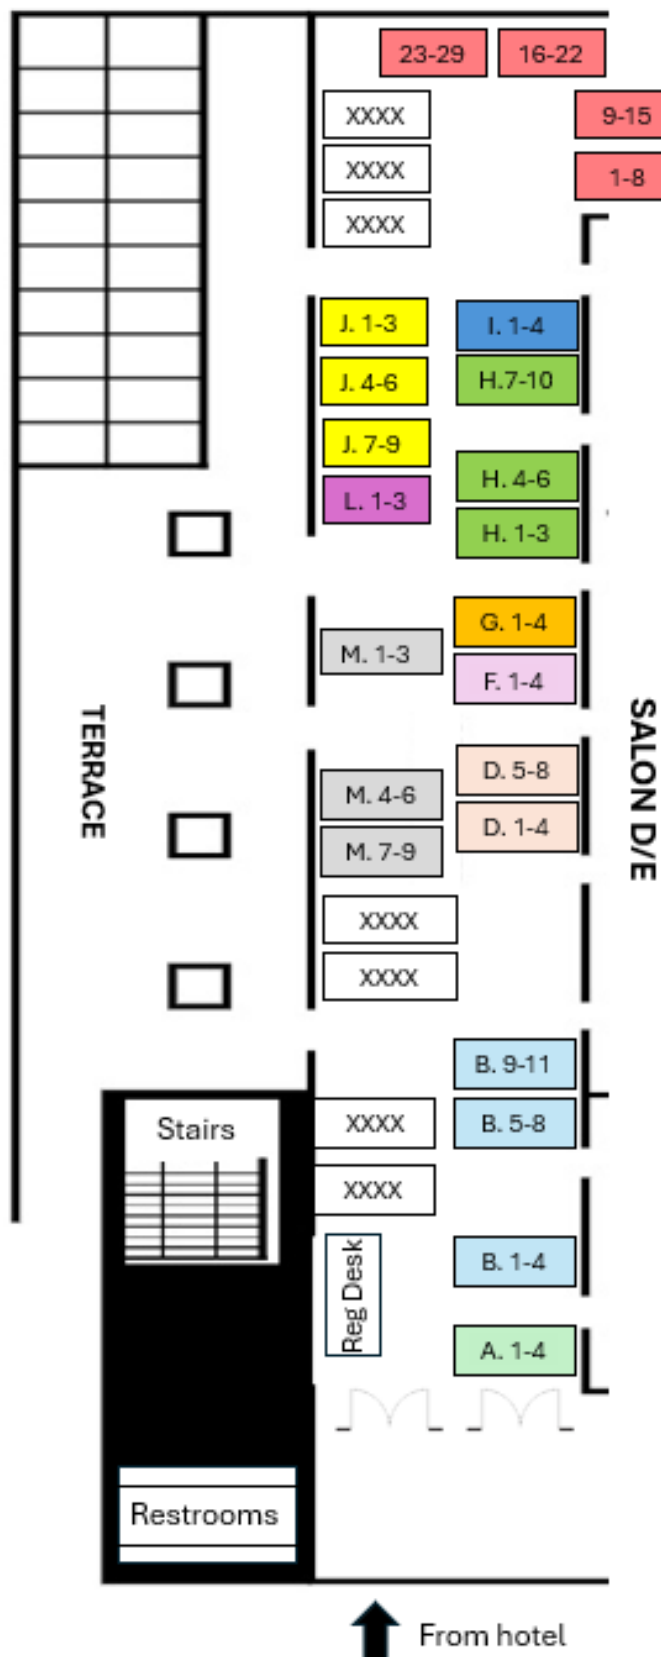 23-29
16-22
XXXX
9-15
XXXX
1-8
XXXX
J. 1-3
I. 1-4
J. 4-6
H.7-10
J. 7-9
H. 4-6
L. 1-3
H. 1-3
G. 1-4
M. 1-3
F. 1-4
TERRACE
SALON D/E
D. 5-8
M. 4-6
D. 1-4
M. 7-9
XXXX
XXXX
B. 9-11
Stairs
XXXX
B. 5-8
XXXX
Reg Desk
B. 1-4
A. 1-4
Restrooms
From hotel